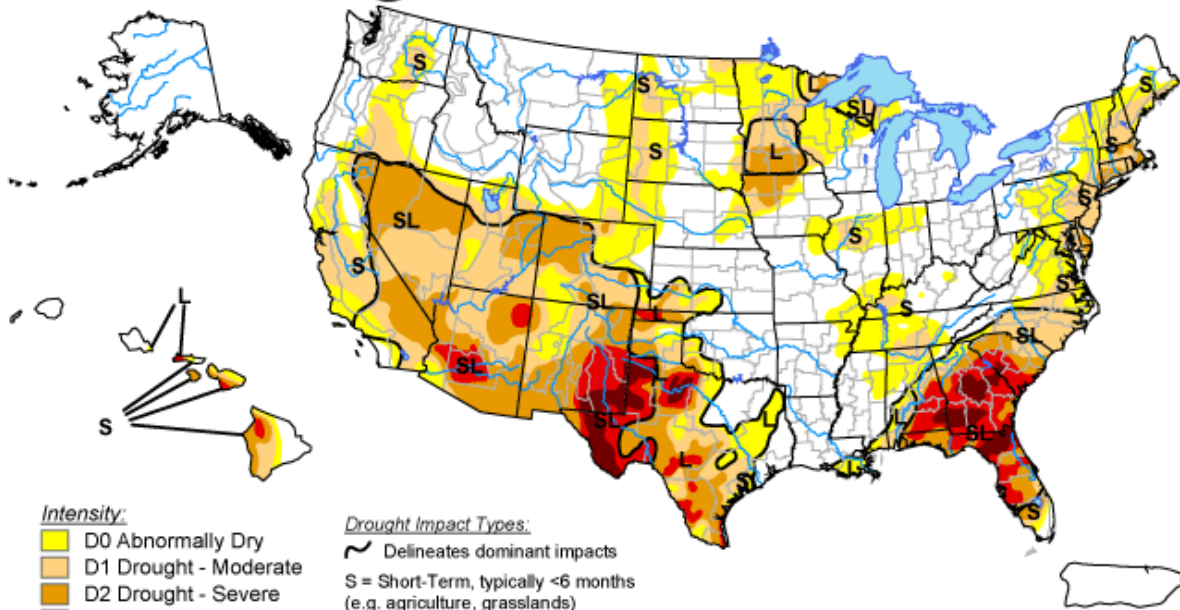 S
S
L
SL
S
S
L
S
S
SL
S
S
S
S
SL
L
SL
L
SL
SL
SL
L
L
L
SL
L
S
S
S
Intensity:
D0 Abnormally Dry
D1 Drought - Moderate
D2 Drought - Severe
Drought Impact Types:
Delineates dominant impacts
S = Short-Term, typically <6 months
(e.g. agriculture, grasslands)